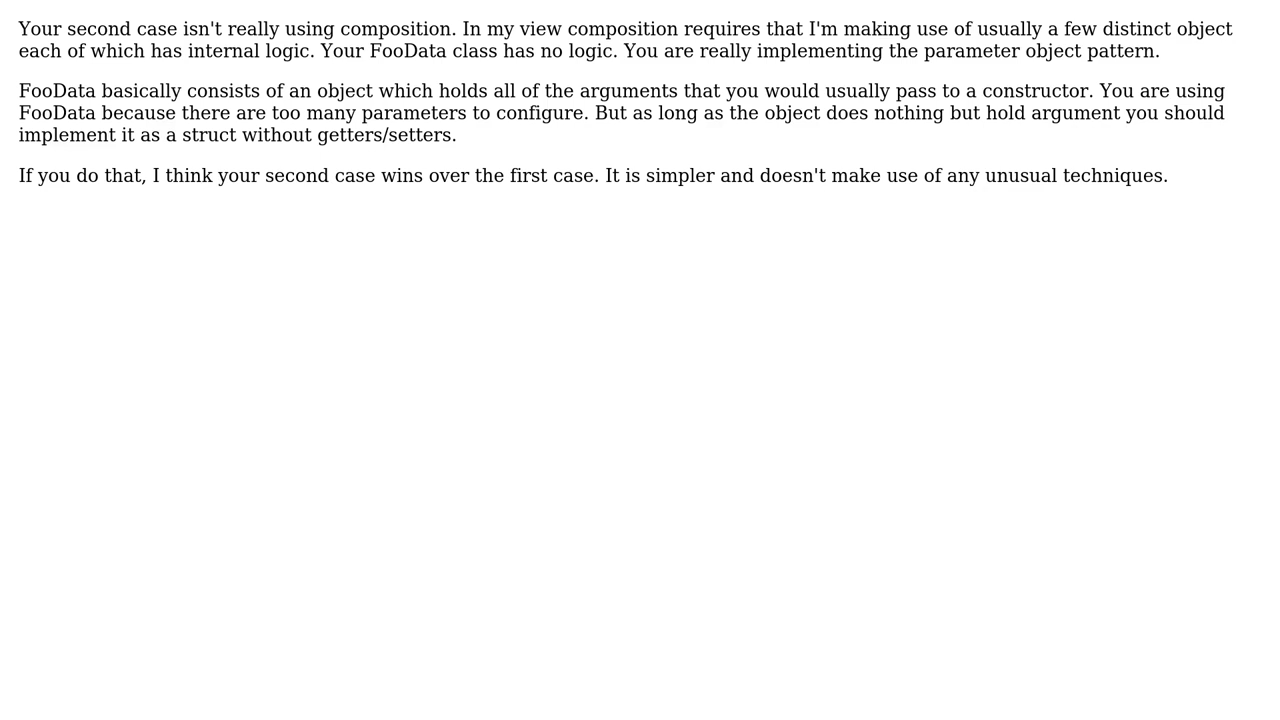 Your second case isn't really using composition. In my view composition requires that I'm making use of usually a few distinct object
each of which has internal logic. Your FooData class has no logic. You are really implementing the parameter object pattern.
FooData basically consists of an object which holds all of the arguments that you would usually pass to a constructor. You are using
FooData because there are too many parameters to configure. But as long as the object does nothing but hold argument you should
implement it as a struct without getters/setters.
If you do that, I think your second case wins over the first case. It is simpler and doesn't make use of any unusual techniques.